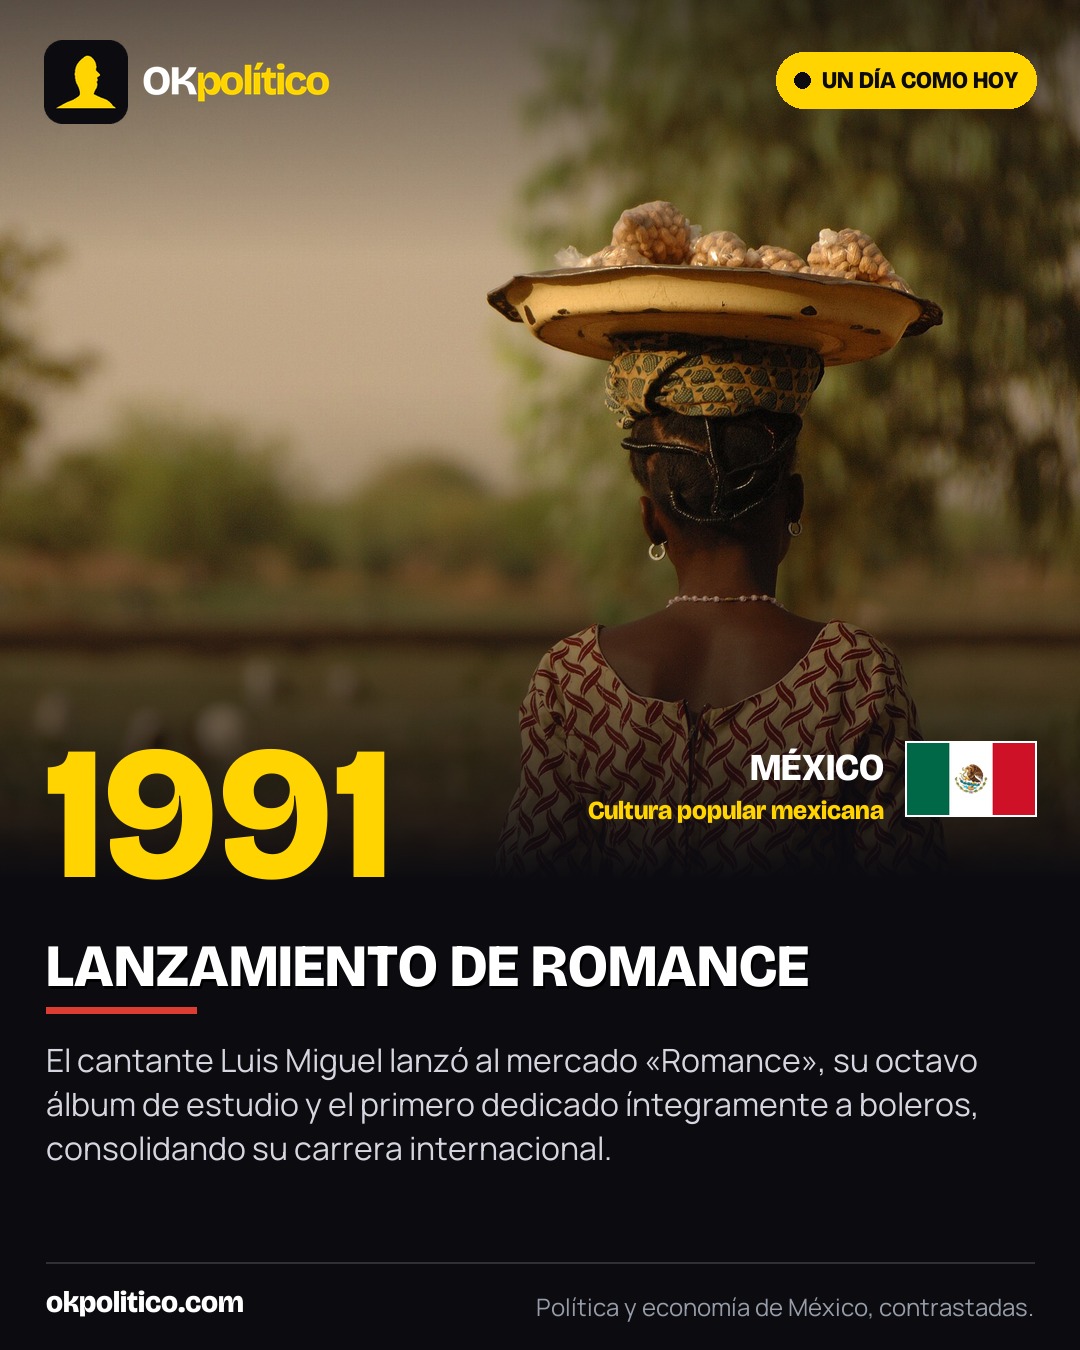 OKpolítico
UN DÍA COMO HOY
1991
MÉXICO
Cultura popular mexicana
LANZAMIENTO DE ROMANCE
El cantante Luis Miguel lanzó al mercado «Romance», su octavo
álbum de estudio y el primero dedicado íntegramente a boleros,
consolidando su carrera internacional.
okpolitico.com
Política y economía de México, contrastadas.